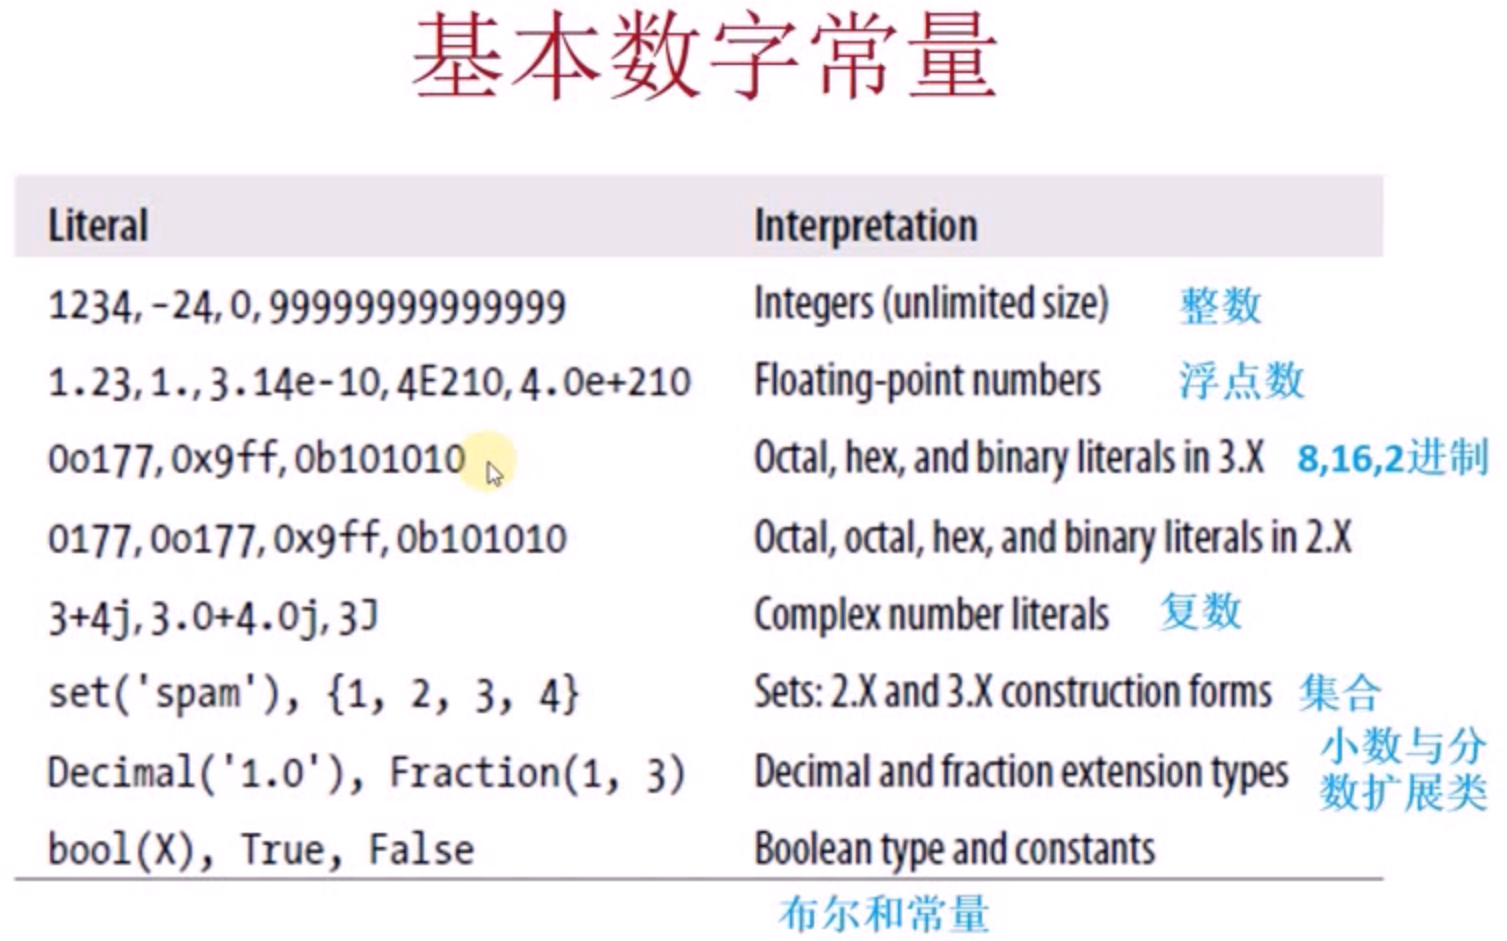 基本数字常量
Literal Interpretation
1234,-24,0,99999999999999 Integers (unlimited size) 整数
1.23,1.,3.14e-10,4E210,4.0e+210 Floating-point numbers 浮点数
0o177,0x9ff,0b101010 Octal, hex, and binary literals in 3.X 8,16,2进制
0177,0o177,0x9ff,0b101010 Octal, octal, hex, and binary literals in 2.X
3+4j,3.0+4.0j,3J Complex number literals 复数
set('spam'), {1, 2, 3, 4} Sets: 2.X and 3.X construction forms 集合
Decimal('1.0'), Fraction(1, 3) Decimal and fraction extension types 小数与分
数扩展类
bool(X), True, False Boolean type and constants
布尔和常量